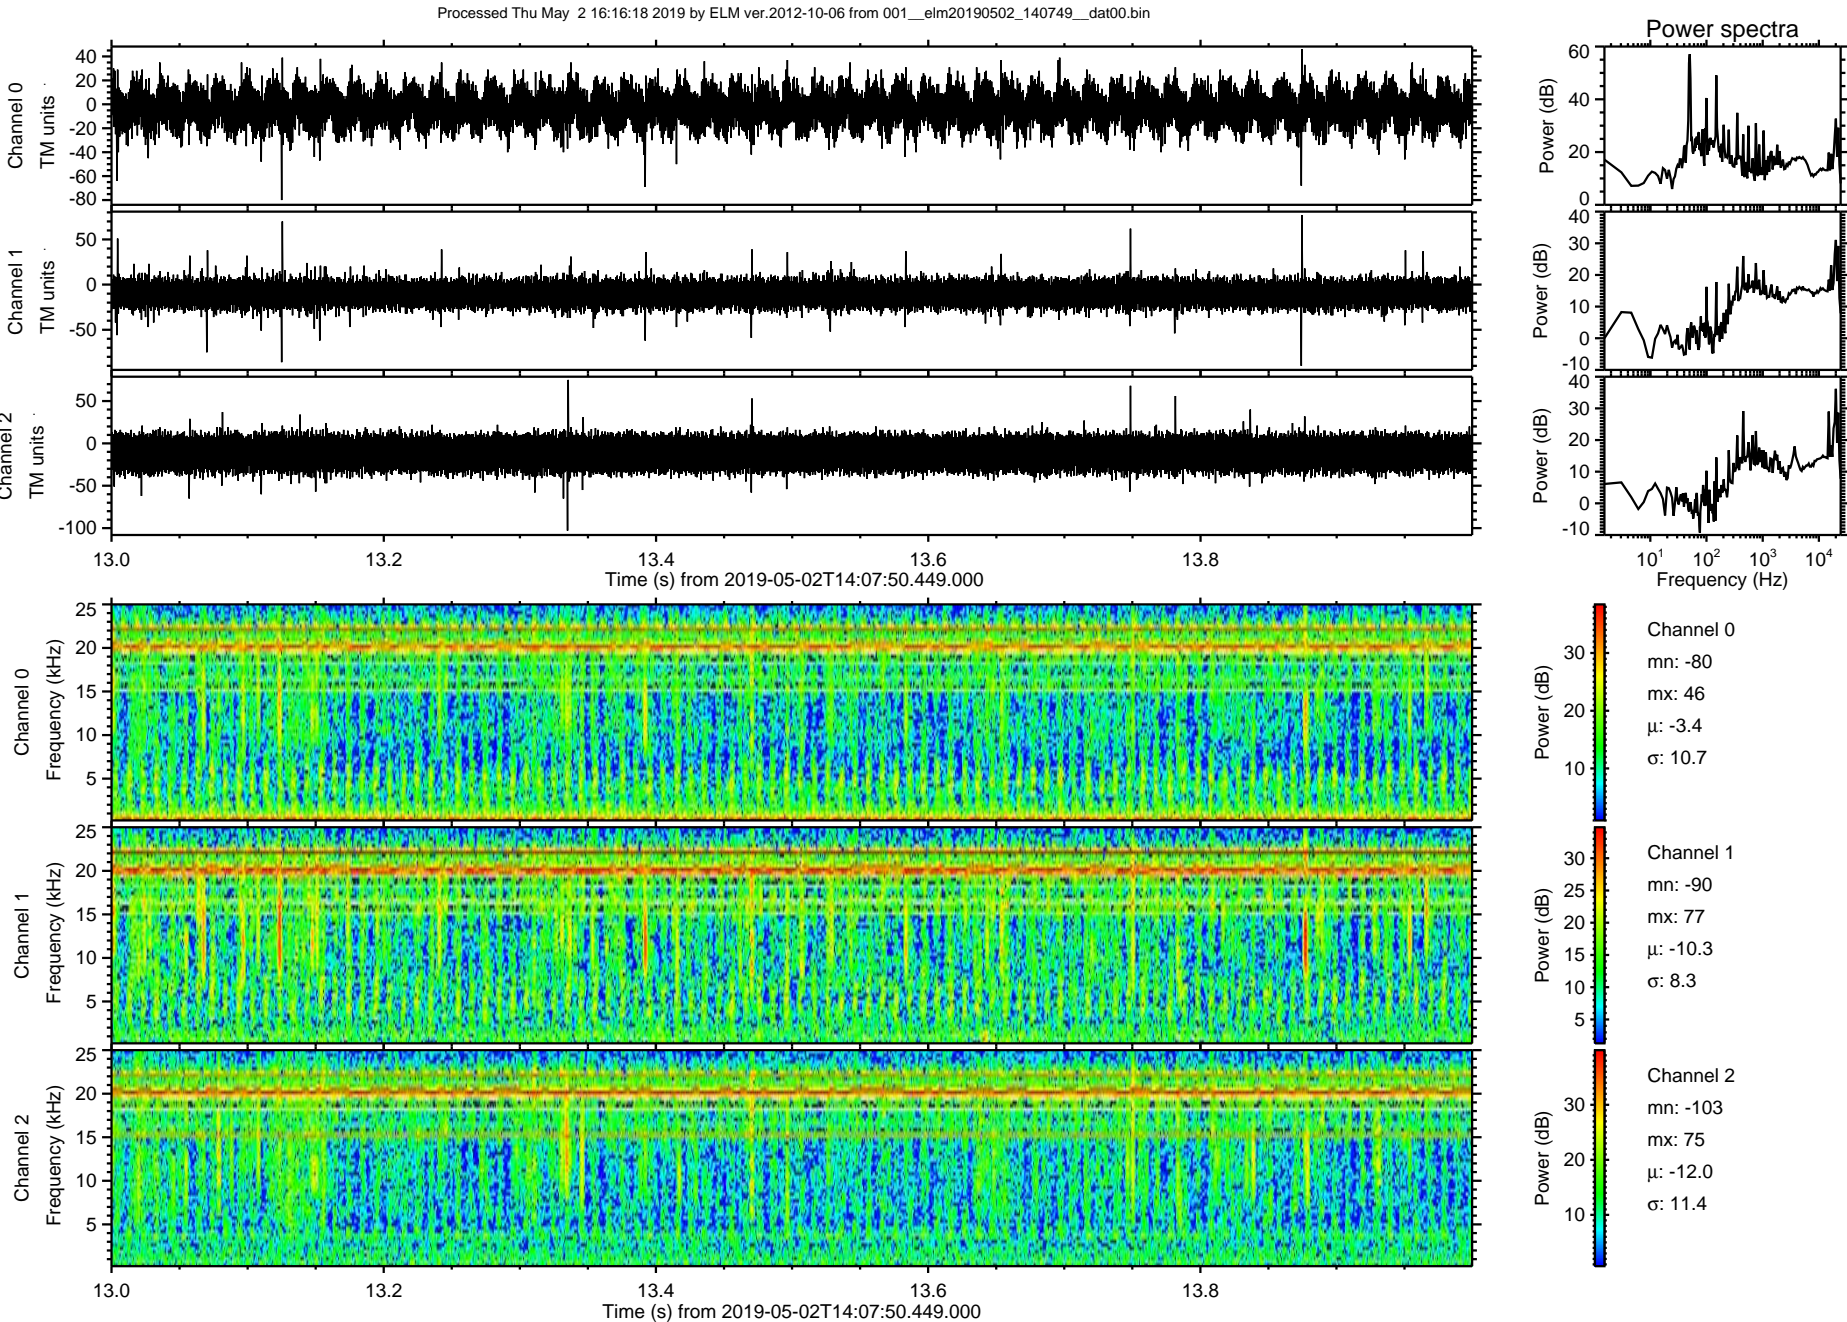 Processed Thu May  2 16:16:18 2019 by ELM ver.2012-10-06 from 001__elm20190502_140749__dat00.bin
Power spectra
Channel 0
TM units
40
20
0
-20
-40
-60
-80
Power (dB)
60
40
20
0
Channel 1
TM units
50
0
-50
Power (dB)
40
30
20
10
0
-10
Channel 2
TM units
50
0
-50
-100
Power (dB)
40
30
20
10
0
-10
13.0 13.2 13.4 13.6 13.8
Time (s) from 2019-05-02T14:07:50.449.000
10¹ 10² 10³ 10⁴
Frequency (Hz)
Channel 0
Frequency (kHz)
25
20
15
10
5
Power (dB)
30
20
10
Channel 0
mn: -80
mx: 46
μ: -3.4
σ: 10.7
Channel 1
Frequency (kHz)
25
20
15
10
5
Power (dB)
30
25
20
15
10
5
Channel 1
mn: -90
mx: 77
μ: -10.3
σ: 8.3
Channel 2
Frequency (kHz)
25
20
15
10
5
Power (dB)
30
20
10
Channel 2
mn: -103
mx: 75
μ: -12.0
σ: 11.4
13.0 13.2 13.4 13.6 13.8
Time (s) from 2019-05-02T14:07:50.449.000